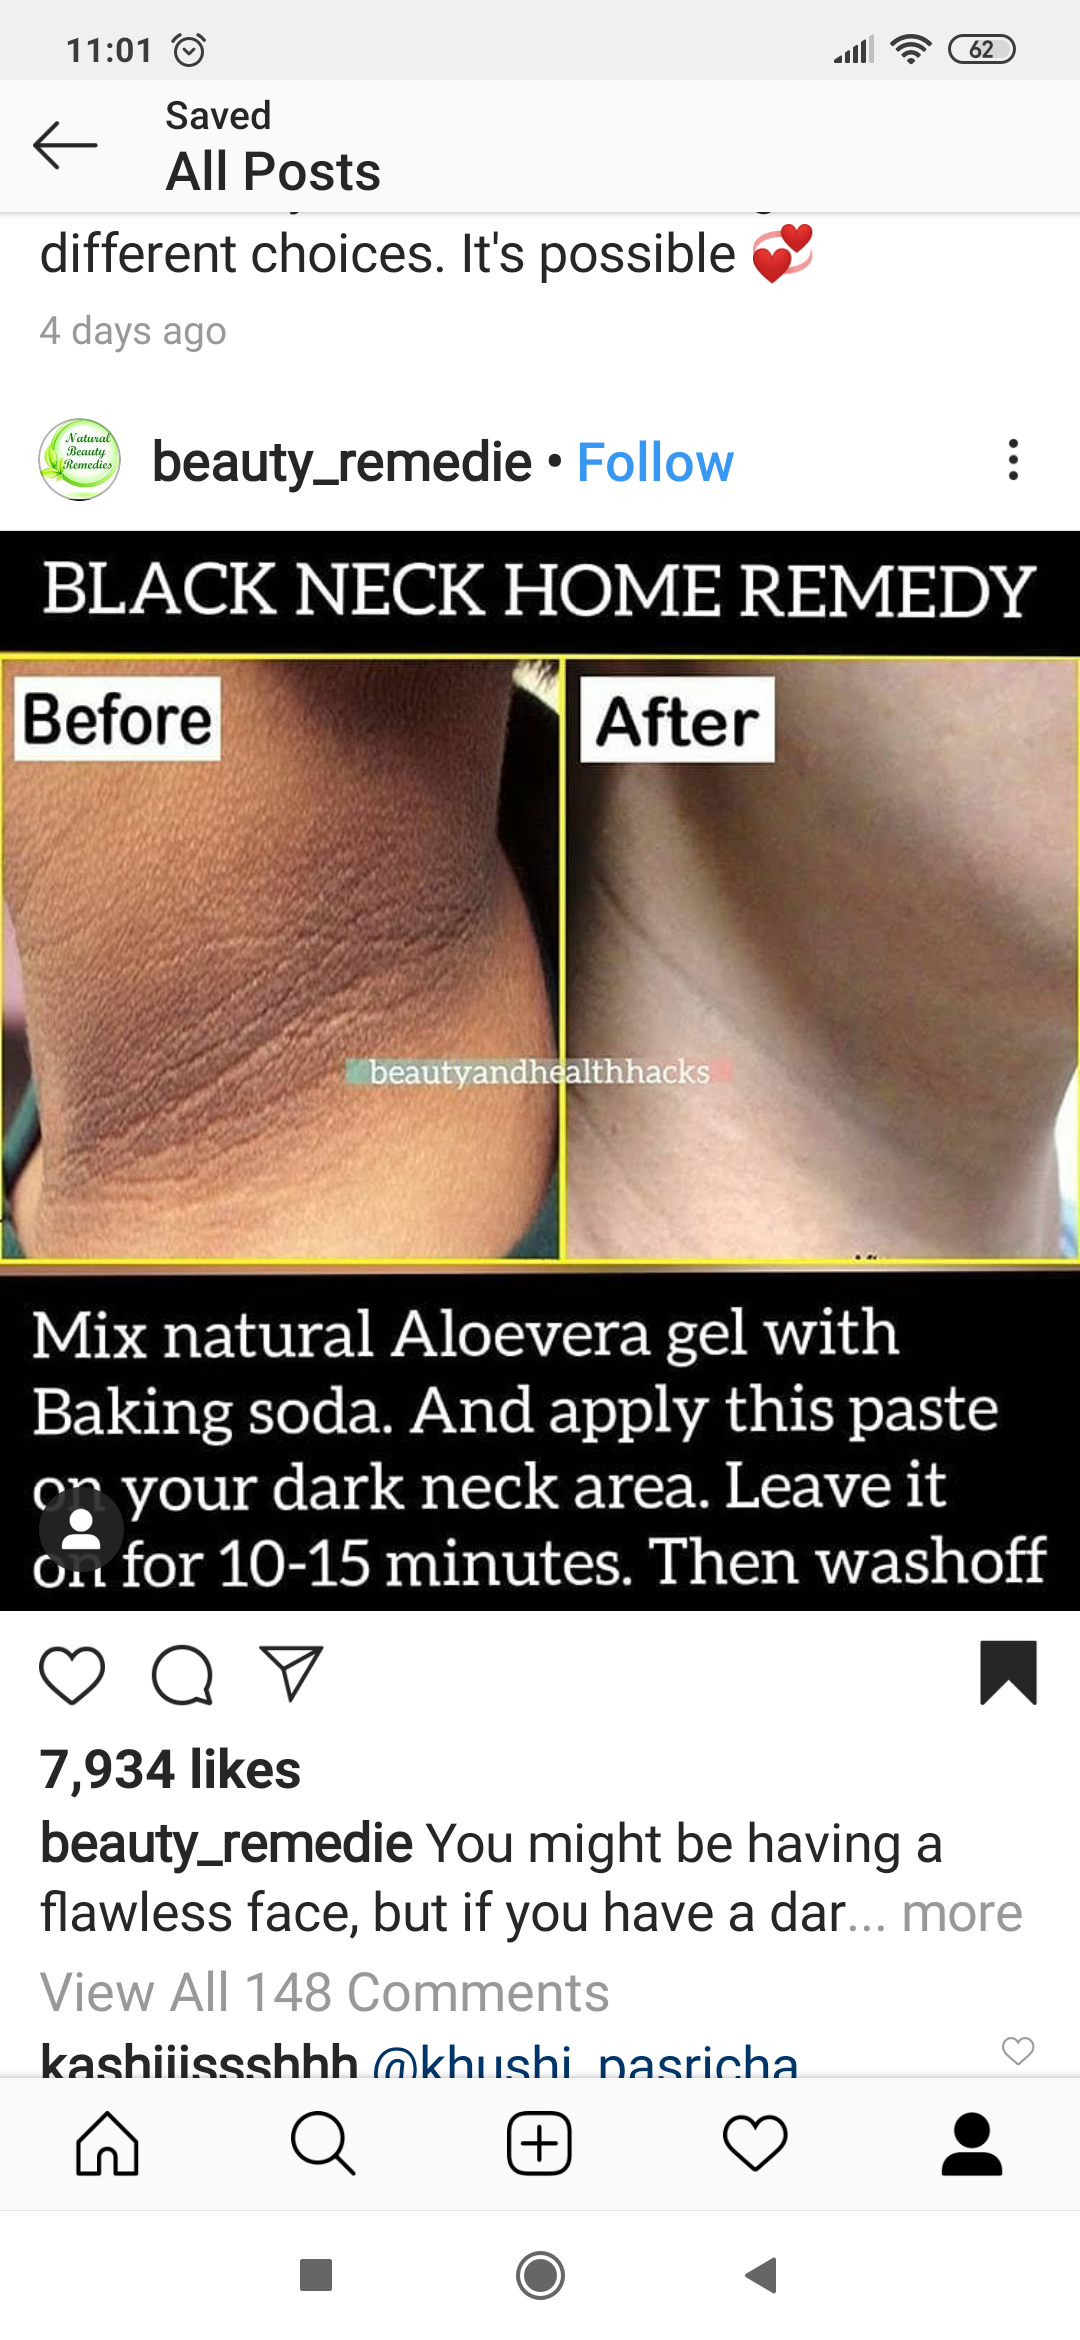 11:01
62
Saved
All Posts
different choices. It's possible
4 days ago
Natural
Beauty
Remedies
beauty_remedie • Follow
BLACK NECK HOME REMEDY
Before
After
beautyandhealthhacks
Mix natural Aloevera gel with
Baking soda. And apply this paste
on your dark neck area. Leave it
on for 10-15 minutes. Then washoff
7,934 likes
beauty_remedie You might be having a
flawless face, but if you have a dar... more
View All 148 Comments
kashiiissshhh @khushi_pasricha